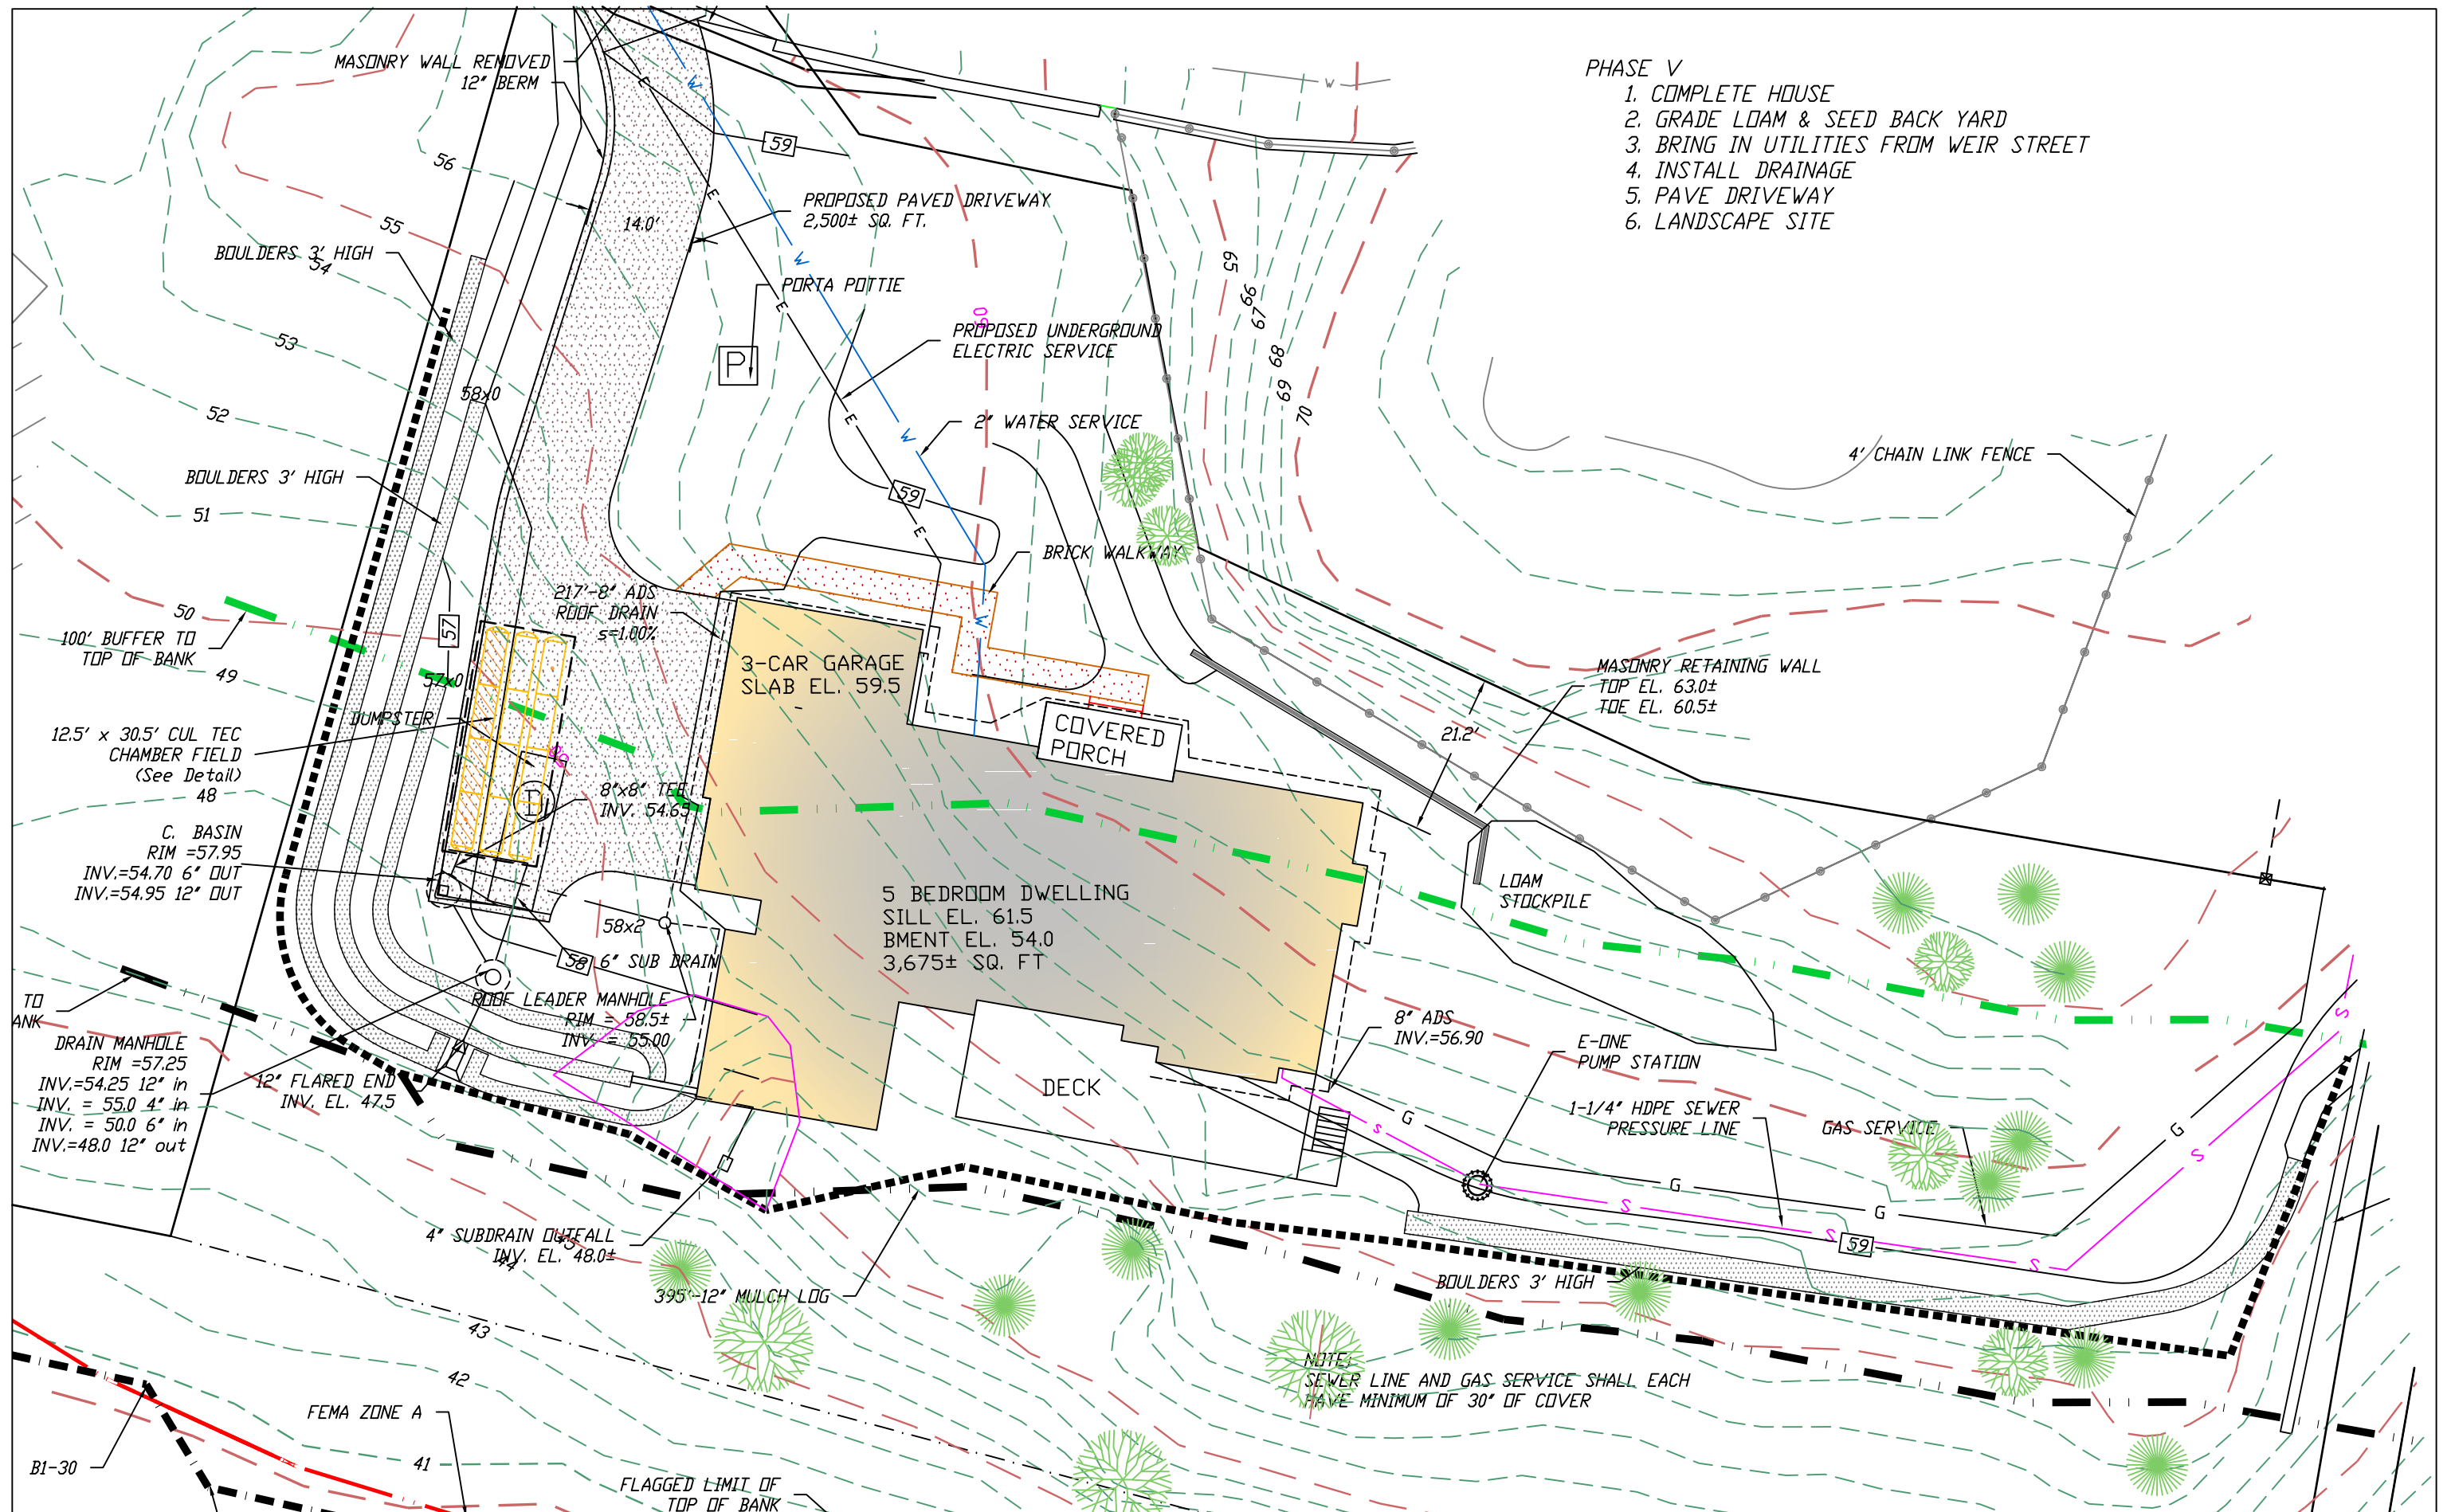 PHASE V
1. COMPLETE HOUSE
2. GRADE LOAM & SEED BACK YARD
3. BRING IN UTILITIES FROM WEIR STREET
4. INSTALL DRAINAGE
5. PAVE DRIVEWAY
6. LANDSCAPE SITE
MASONRY WALL REMOVED
12" BERM
59
56
PROPOSED PAVED DRIVEWAY
2,500± SQ. FT.
14.0'
55
BOULDERS 3' HIGH
54
PORTA POTTIE
P
53
60
PROPOSED UNDERGROUND
ELECTRIC SERVICE
65
66
67
68
69
70
58x0
52
2" WATER SERVICE
4' CHAIN LINK FENCE
BOULDERS 3' HIGH
51
59
BRICK WALKWAY
217'-8" ADS
ROOF DRAIN
s=1.00%
50
100' BUFFER TO
TOP OF BANK
57
49
57x0
3-CAR GARAGE
SLAB EL. 59.5
MASONRY RETAINING WALL
TOP EL. 63.0±
TOE EL. 60.5±
21.2'
DUMPSTER
D
COVERED
PORCH
12.5' x 30.5' CUL TEC
CHAMBER FIELD
(See Detail)
48
8"x8" TEE
INV. 54.65
C. BASIN
RIM =57.95
INV.=54.70 6" OUT
INV.=54.95 12" OUT
5 BEDROOM DWELLING
SILL EL. 61.5
BMENT EL. 54.0
3,675± SQ. FT
LOAM
STOCKPILE
58x2
58
6" SUB DRAIN
ROOF LEADER MANHOLE
RIM = 58.5±
INV. = 55.00
TO
ANK
DRAIN MANHOLE
RIM =57.25
INV.=54.25 12" in
INV. = 55.0 4" in
INV. = 50.0 6" in
INV.=48.0 12" out
12" FLARED END
INV. EL. 47.5
DECK
8" ADS
INV.=56.90
E-ONE
PUMP STATION
1-1/4" HDPE SEWER
PRESSURE LINE
GAS SERVICE
E
E
E
E
W
W
W
W
W
W
G
G
G
G
s
S
S
S
S
S
59
4" SUBDRAIN OUTFALL
INV. EL. 48.0±
45
44
395'-12" MULCH LOG
BOULDERS 3' HIGH
43
42
41
NOTE:
SEWER LINE AND GAS SERVICE SHALL EACH
HAVE MINIMUM OF 30" OF COVER
FEMA ZONE A
B1-30
FLAGGED LIMIT OF
TOP OF BANK